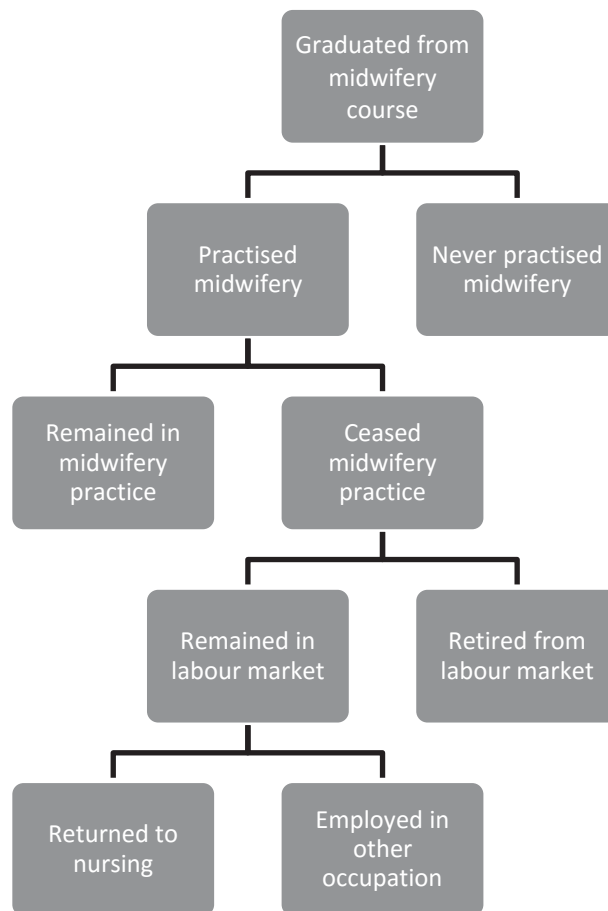 Graduated from
midwifery
course
Practised
midwifery
Never practised
midwifery
Remained in
midwifery
practice
Ceased
midwifery
practice
Remained in
labour market
Retired from
labour market
Returned to
nursing
Employed in
other
occupation